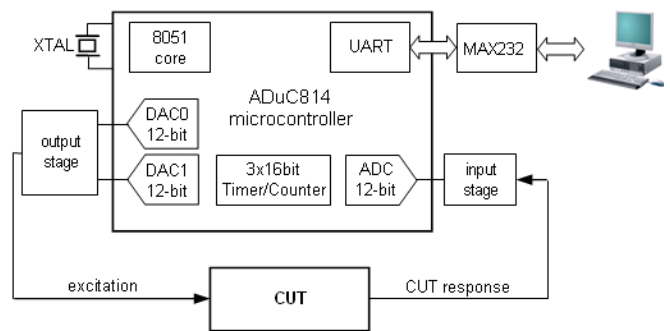 XTAL
8051
core
UART
MAX232
ADuC814
microcontroller
DAC0
12-bit
output
stage
DAC1
12-bit
3x16bit
Timer/Counter
ADC
12-bit
input
stage
excitation
CUT
CUT response